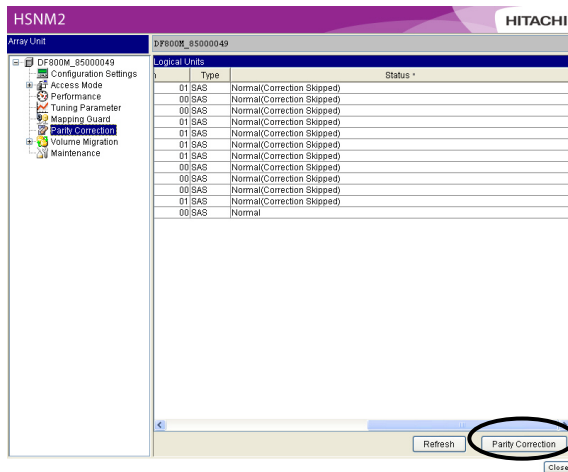 HSNM2
HITACHI
Array Unit
DF800M_85000049
DF800M_85000049
Configuration Settings
Access Mode
Performance
Tuning Parameter
Mapping Guard
Parity Correction
Volume Migration
Maintenance
Logical Units
Type Status
01 SAS Normal(Correction Skipped)
00 SAS Normal(Correction Skipped)
00 SAS Normal(Correction Skipped)
01 SAS Normal(Correction Skipped)
01 SAS Normal(Correction Skipped)
01 SAS Normal(Correction Skipped)
01 SAS Normal(Correction Skipped)
00 SAS Normal(Correction Skipped)
00 SAS Normal(Correction Skipped)
00 SAS Normal(Correction Skipped)
01 SAS Normal(Correction Skipped)
00 SAS Normal
Refresh Parity Correction
Close